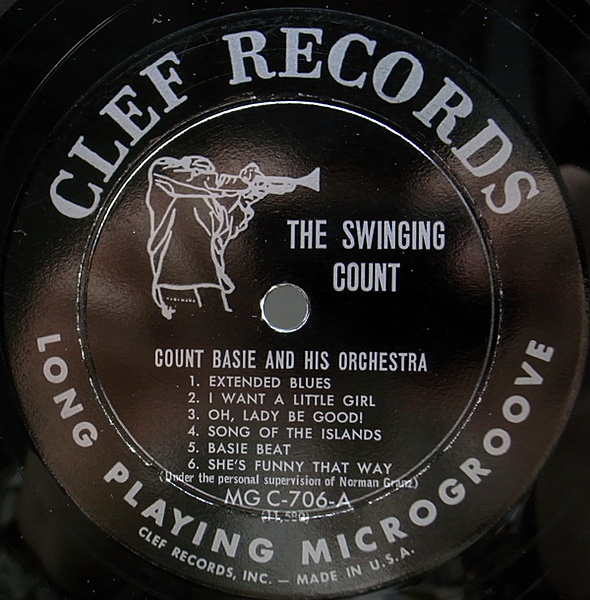 CLEF RECORDS
THE SWINGING
COUNT
COUNT BASIE AND HIS ORCHESTRA
1. EXTENDED BLUES
2. I WANT A LITTLE GIRL
3. OH, LADY BE GOOD!
4. SONG OF THE ISLANDS
5. BASIE BEAT
6. SHE'S FUNNY THAT WAY
(Under the personal supervision of Norman Granz)
MG C-706-A
LONG PLAYING MICROGROOVE
CLEF RECORDS, INC. — MADE IN U.S.A.